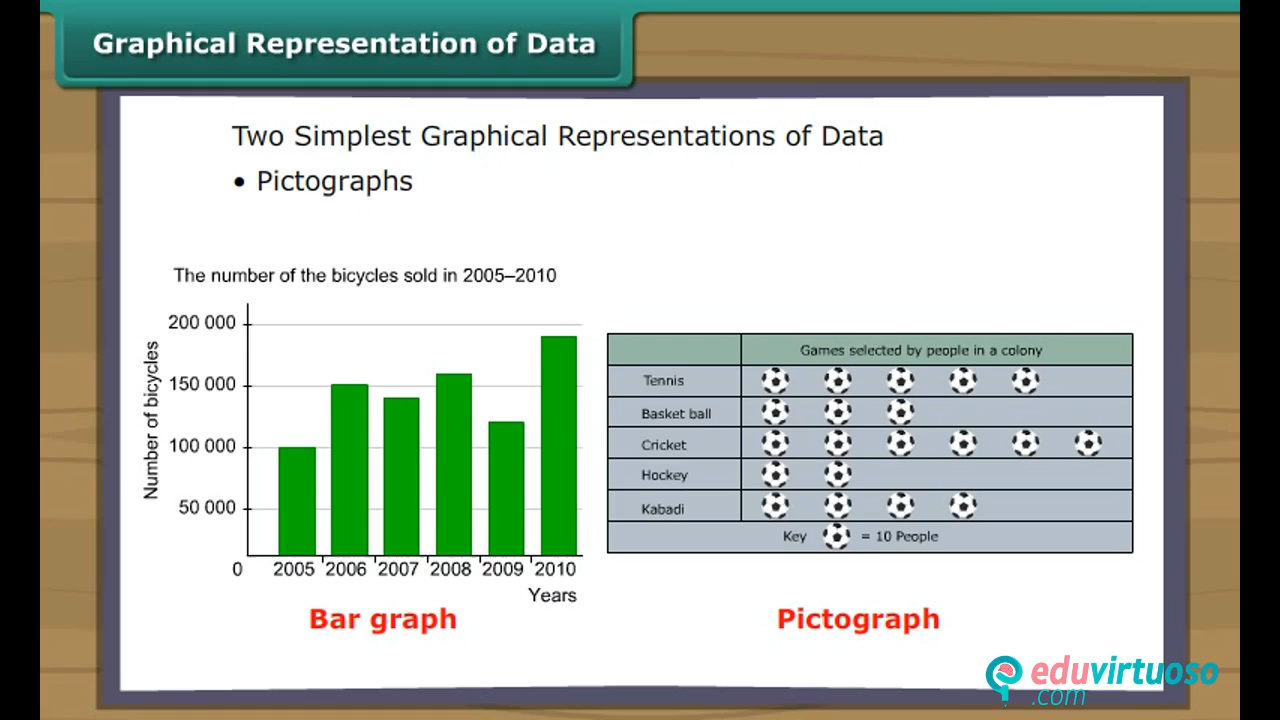 Graphical Representation of Data
Two Simplest Graphical Representations of Data
• Pictographs
The number of the bicycles sold in 2005–2010
Number of bicycles
200 000
150 000
100 000
50 000
0
2005 2006 2007 2008 2009 2010
Years
Bar graph
Games selected by people in a colony
Tennis
Basket ball
Cricket
Hockey
Kabadi
Key = 10 People
Pictograph
eduvirtuoso
.com